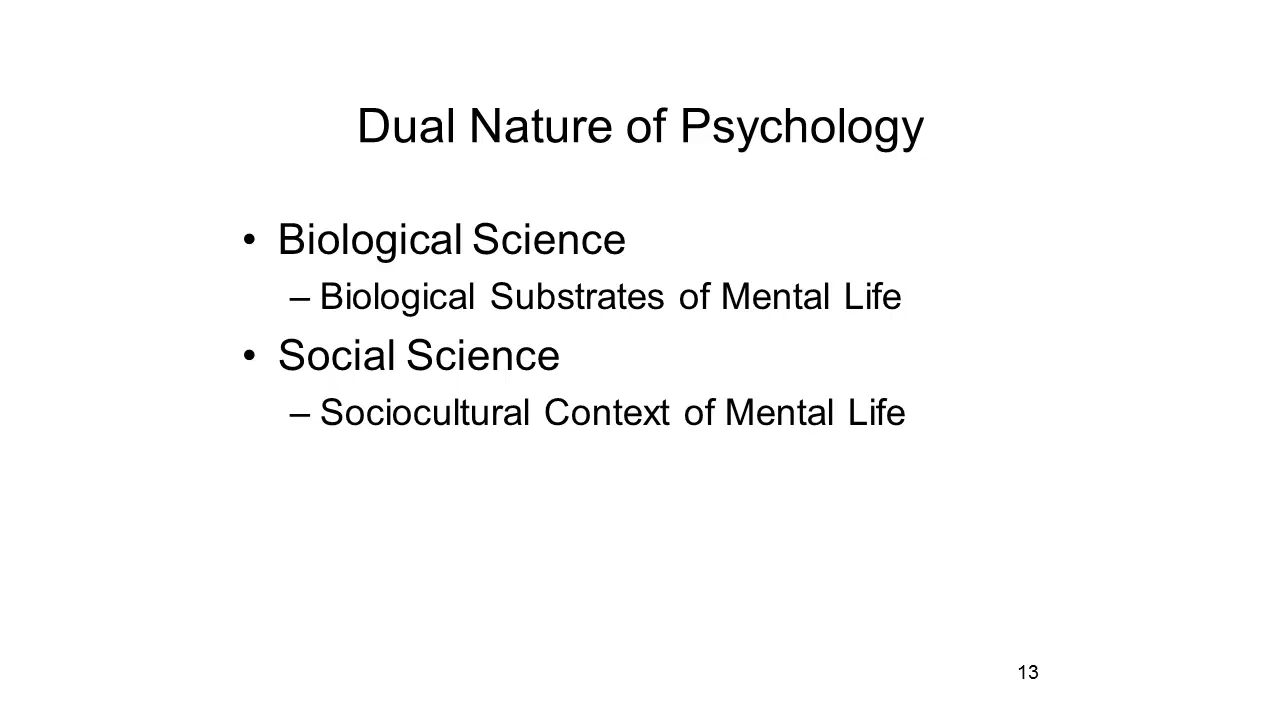 Dual Nature of Psychology
• Biological Science
– Biological Substrates of Mental Life
• Social Science
– Sociocultural Context of Mental Life
13